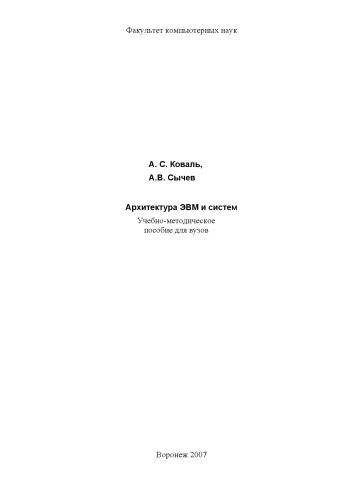 Факультет компьютерных наук
А. С. Коваль,
А.В. Сычев
Архитектура ЭВМ и систем
Учебно-методическое
пособие для вузов
Воронеж 2007